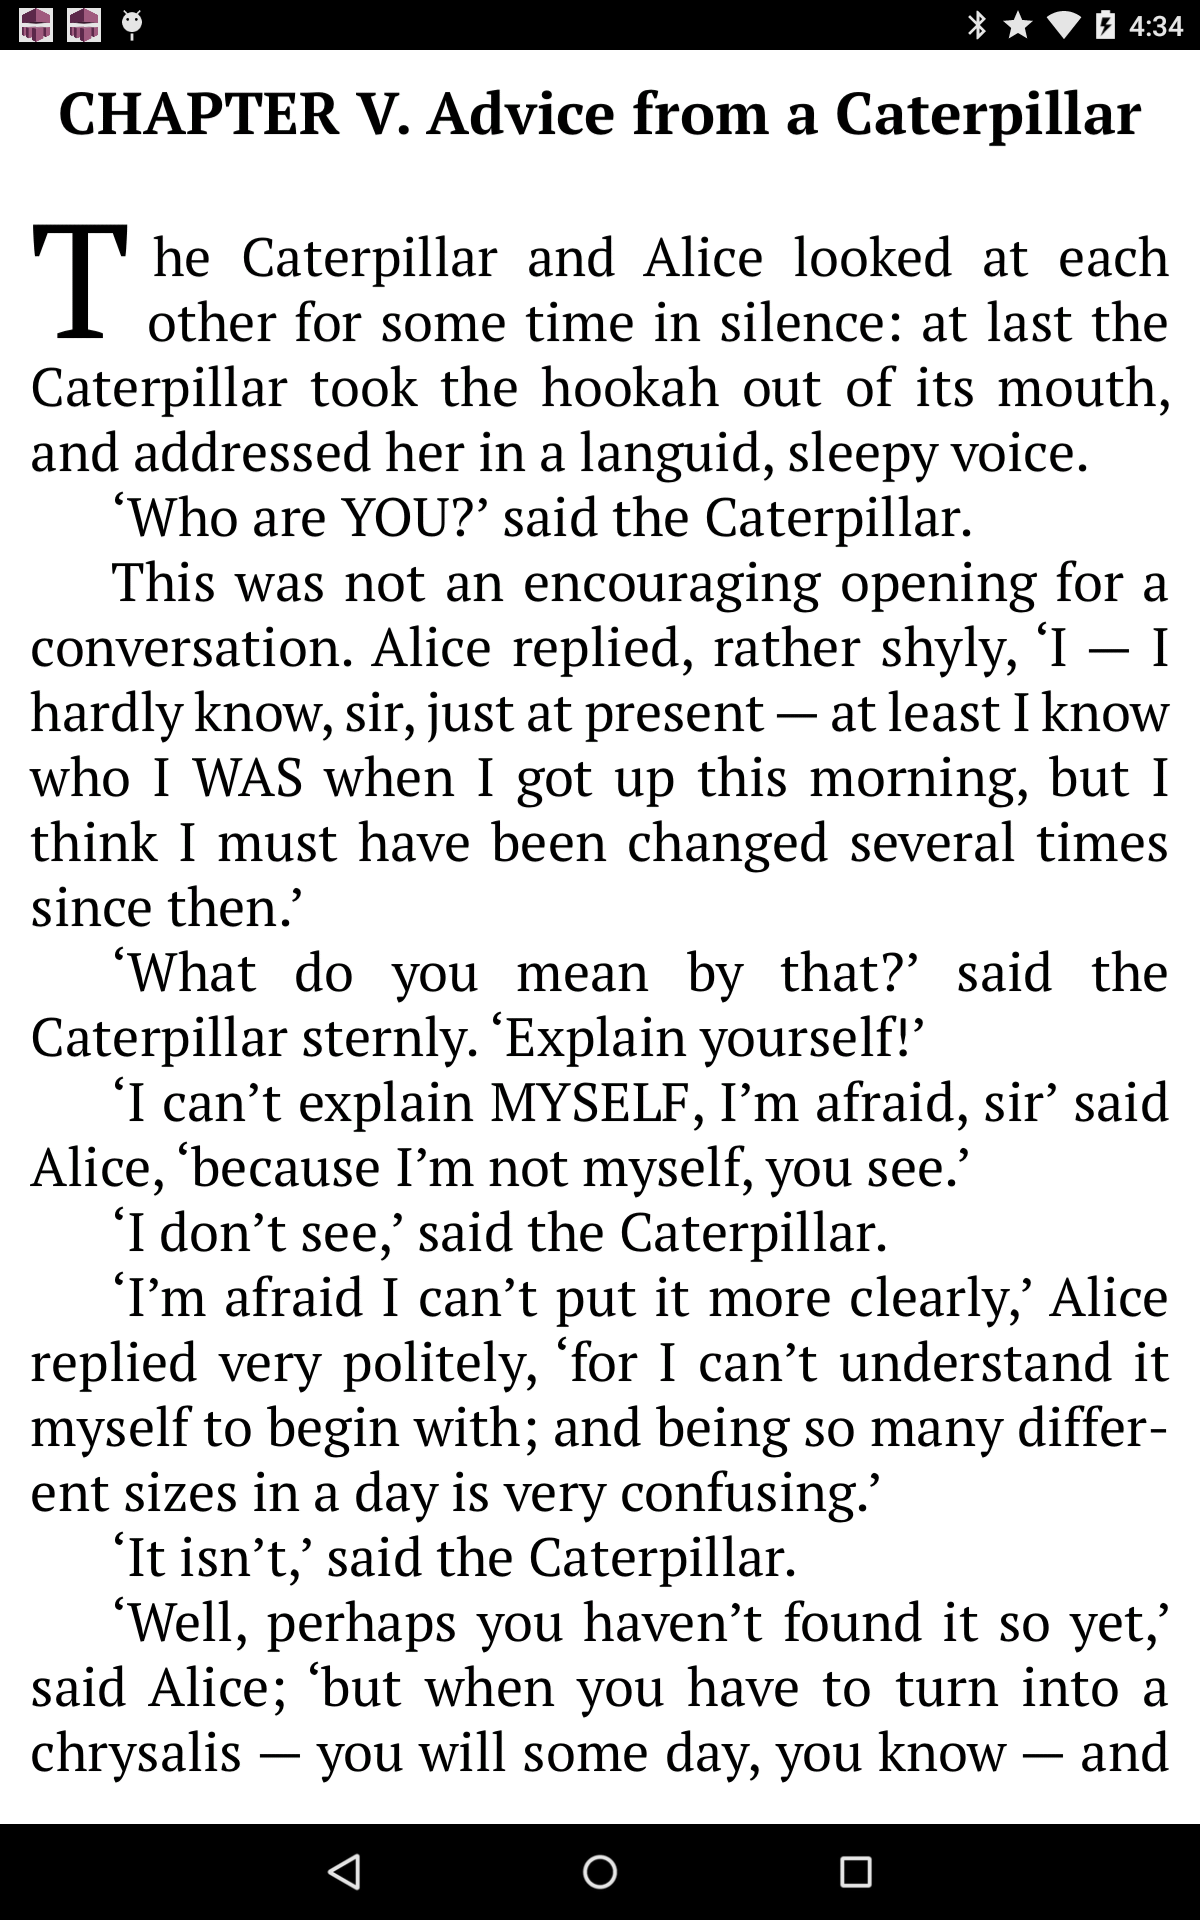 4:34
CHAPTER V. Advice from a Caterpillar
The Caterpillar and Alice looked at each
other for some time in silence: at last the
Caterpillar took the hookah out of its mouth,
and addressed her in a languid, sleepy voice.
‘Who are YOU?’ said the Caterpillar.
This was not an encouraging opening for a
conversation. Alice replied, rather shyly, ‘I — I
hardly know, sir, just at present — at least I know
who I WAS when I got up this morning, but I
think I must have been changed several times
since then.’
‘What do you mean by that?’ said the
Caterpillar sternly. ‘Explain yourself!’
‘I can’t explain MYSELF, I’m afraid, sir’ said
Alice, ‘because I’m not myself, you see.’
‘I don’t see,’ said the Caterpillar.
‘I’m afraid I can’t put it more clearly,’ Alice
replied very politely, ‘for I can’t understand it
myself to begin with; and being so many differ-
ent sizes in a day is very confusing.’
‘It isn’t,’ said the Caterpillar.
‘Well, perhaps you haven’t found it so yet,’
said Alice; ‘but when you have to turn into a
chrysalis — you will some day, you know — and